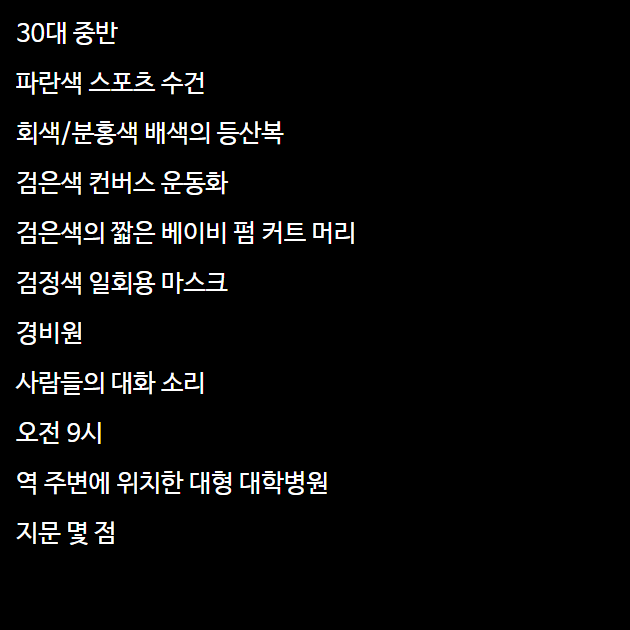 30대 중반
파란색 스포츠 수건
회색/분홍색 배색의 등산복
검은색 컨버스 운동화
검은색의 짧은 베이비 펌 커트 머리
검정색 일회용 마스크
경비원
사람들의 대화 소리
오전 9시
역 주변에 위치한 대형 대학병원
지문 몇 점